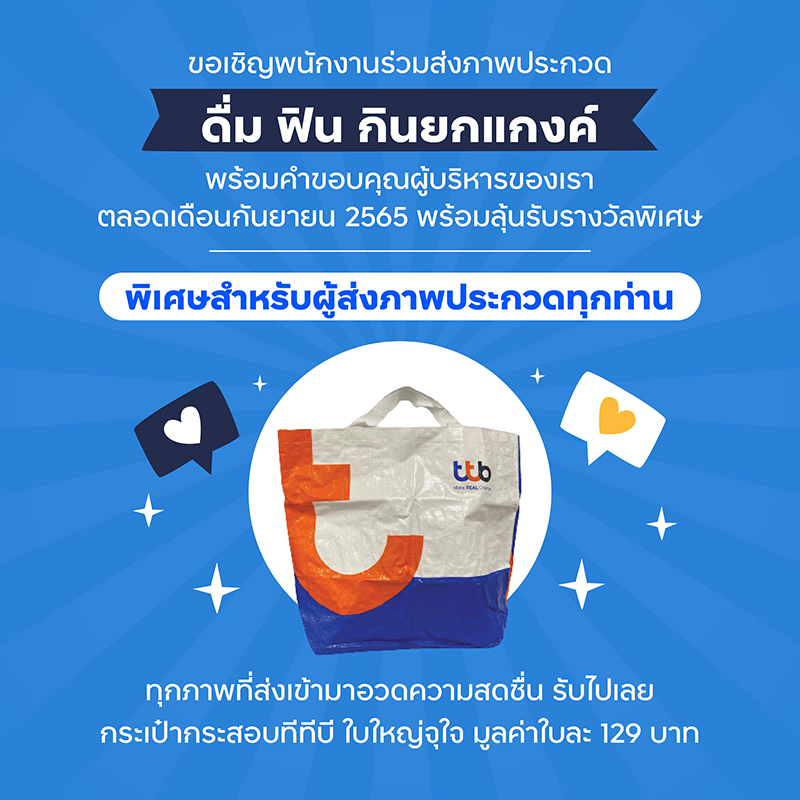 ขอเชิญพนักงานร่วมส่งภาพประกวด
ดื่ม ฟิน กินยกแกงค์
พร้อมคำขอบคุณผู้บริหารของเรา
ตลอดเดือนกันยายน 2565 พร้อมลุ้นรับรางวัลพิเศษ
พิเศษสำหรับผู้ส่งภาพประกวดทุกท่าน
ttb
Make REAL Change
ทุกภาพที่ส่งเข้ามาอวดความสดชื่น รับไปเลย
กระเป๋ากระสอบทีทีบี ใบใหญ่จุใจ มูลค่าใบละ 129 บาท